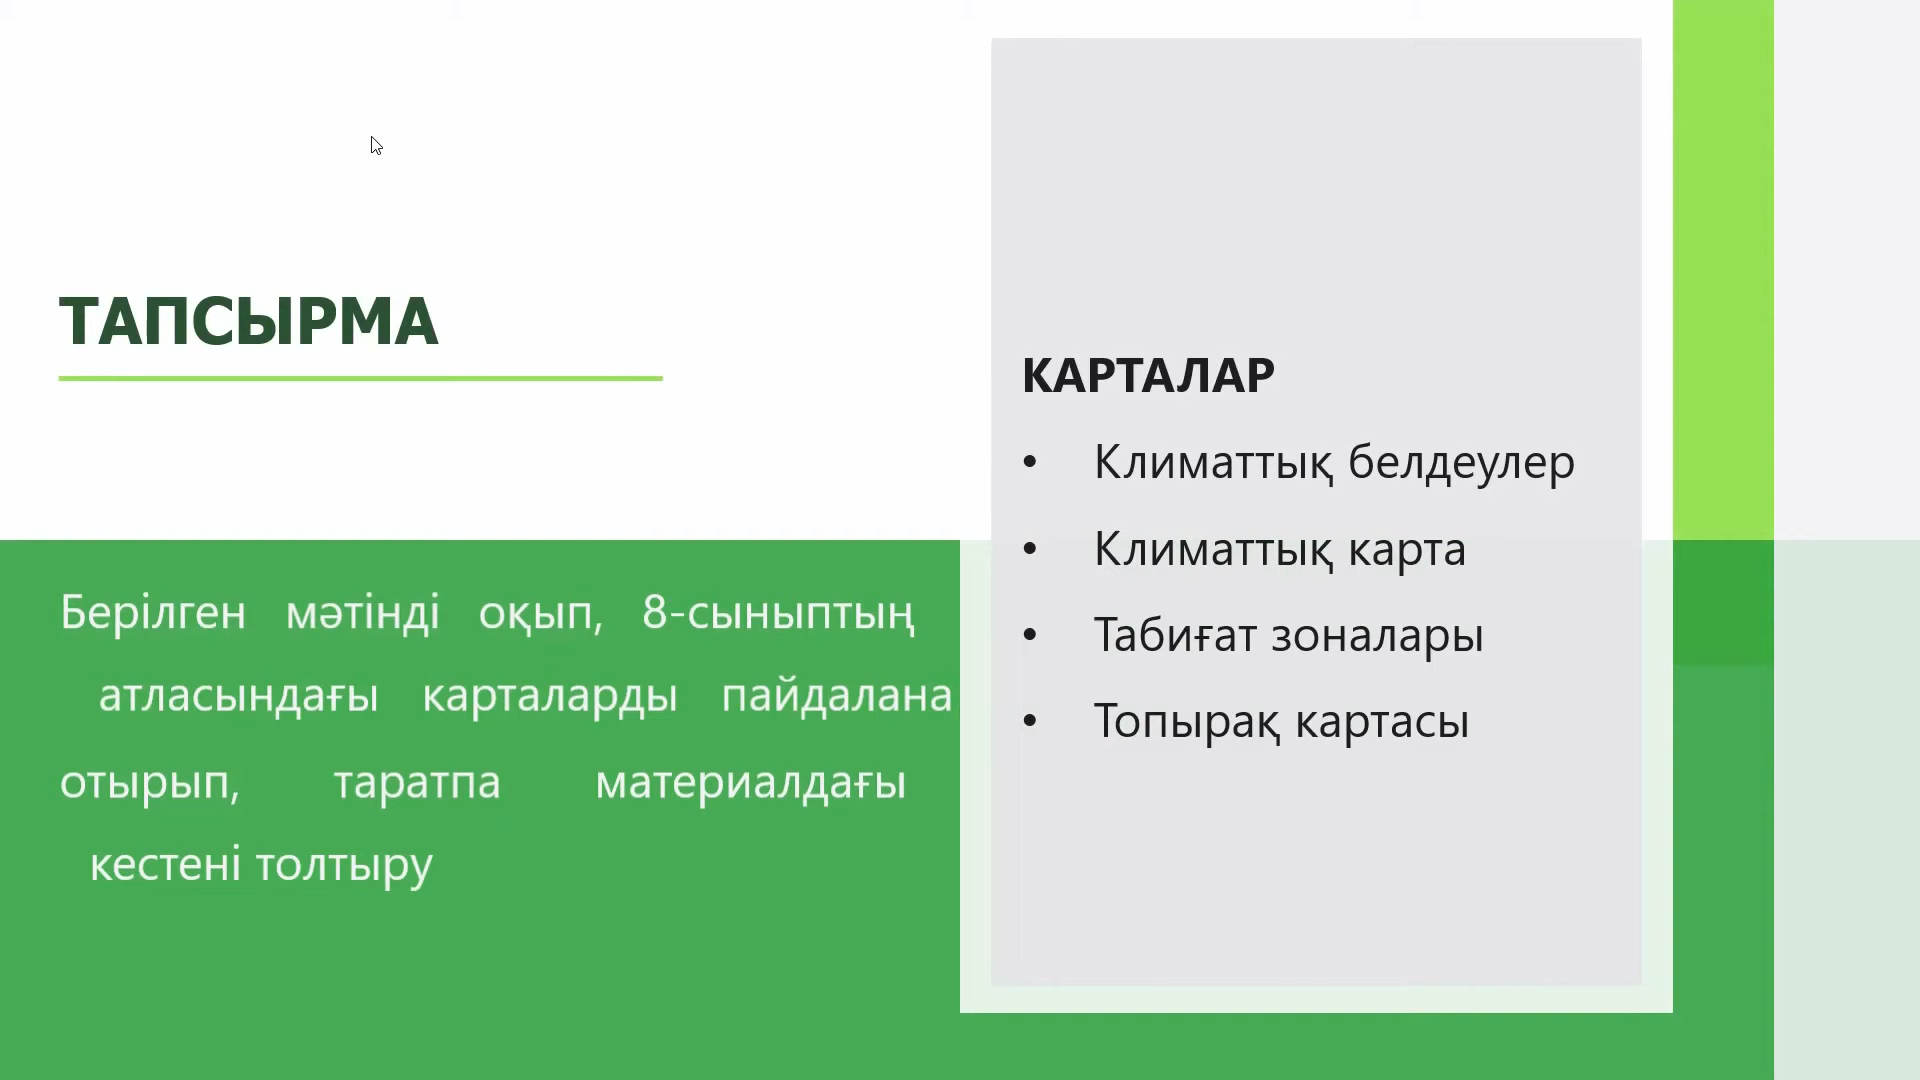 ТАПСЫРМА
Берілген мәтінді оқып, 8-сыныптың
атласындағы карталарды пайдалана
отырып, таратпа материалдағы
кестені толтыру
КАРТАЛАР
• Климаттық белдеулер
• Климаттық карта
• Табиғат зоналары
• Топырақ картасы